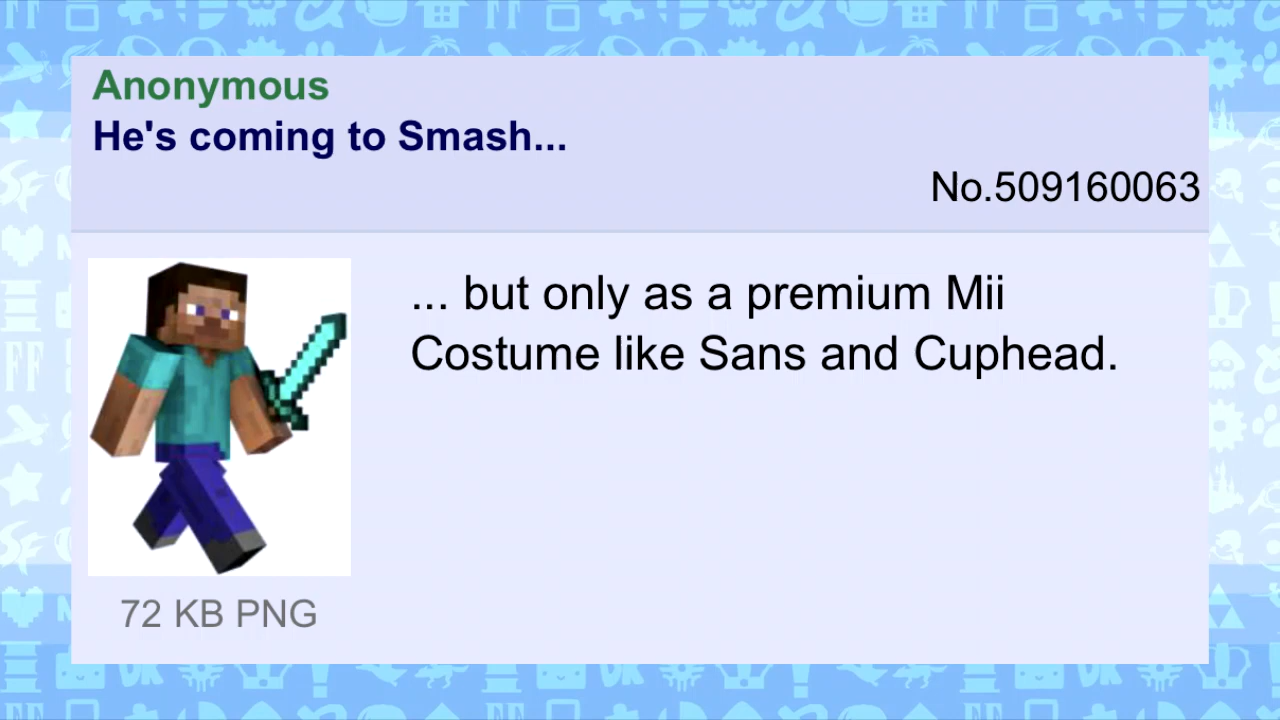 Anonymous
He's coming to Smash...
No.509160063
... but only as a premium Mii
Costume like Sans and Cuphead.
72 KB PNG